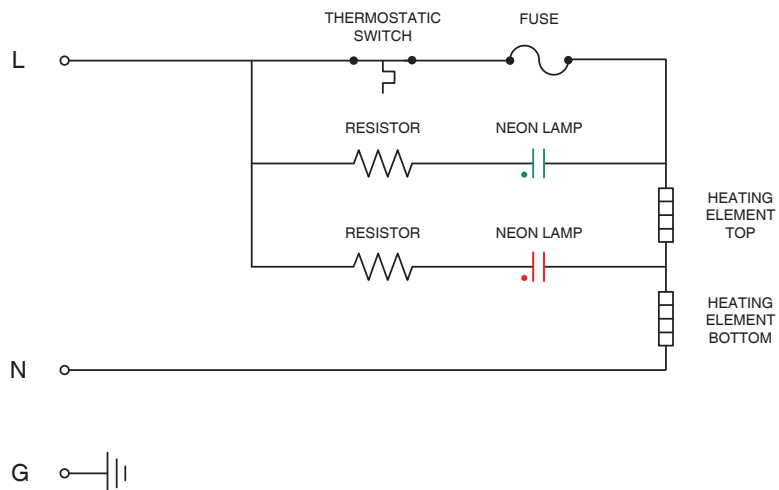 THERMOSTATIC
SWITCH
FUSE
L
RESISTOR
NEON LAMP
HEATING
ELEMENT
TOP
RESISTOR
NEON LAMP
HEATING
ELEMENT
BOTTOM
N
G